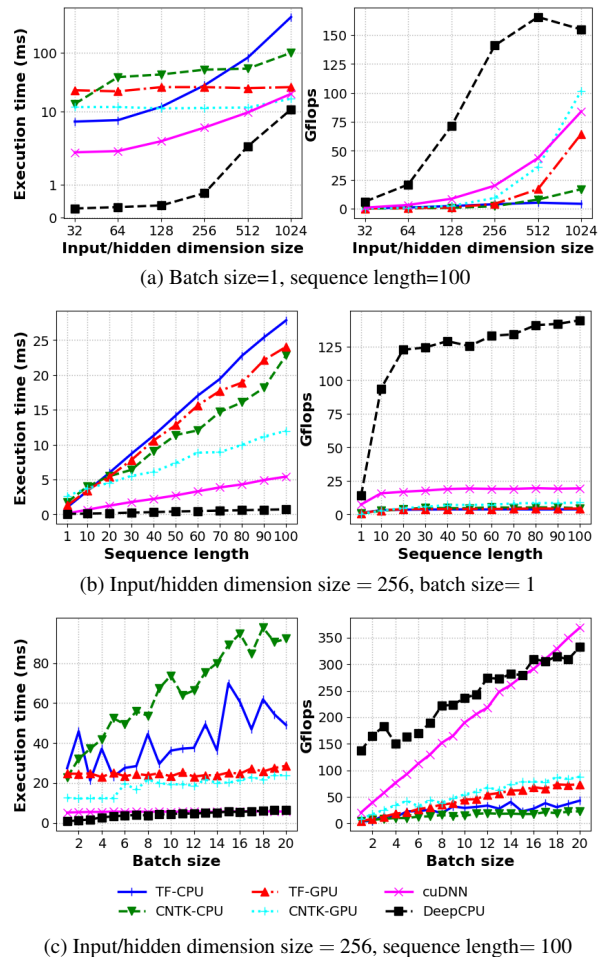 Execution time (ms)
100
10
1
0
32 64 128 256 512 1024
Input/hidden dimension size
Gflops
150
125
100
75
50
25
0
32 64 128 256 512 1024
Input/hidden dimension size
(a) Batch size=1, sequence length=100
Execution time (ms)
25
20
15
10
5
0
1 10 20 30 40 50 60 70 80 90 100
Sequence length
Gflops
125
100
75
50
25
0
1 10 20 30 40 50 60 70 80 90 100
Sequence length
(b) Input/hidden dimension size = 256, batch size= 1
Execution time (ms)
80
60
40
20
0
2 4 6 8 10 12 14 16 18 20
Batch size
Gflops
350
300
250
200
150
100
50
0
2 4 6 8 10 12 14 16 18 20
Batch size
TF-CPU TF-GPU cuDNN
CNTK-CPU CNTK-GPU DeepCPU
(c) Input/hidden dimension size = 256, sequence length= 100